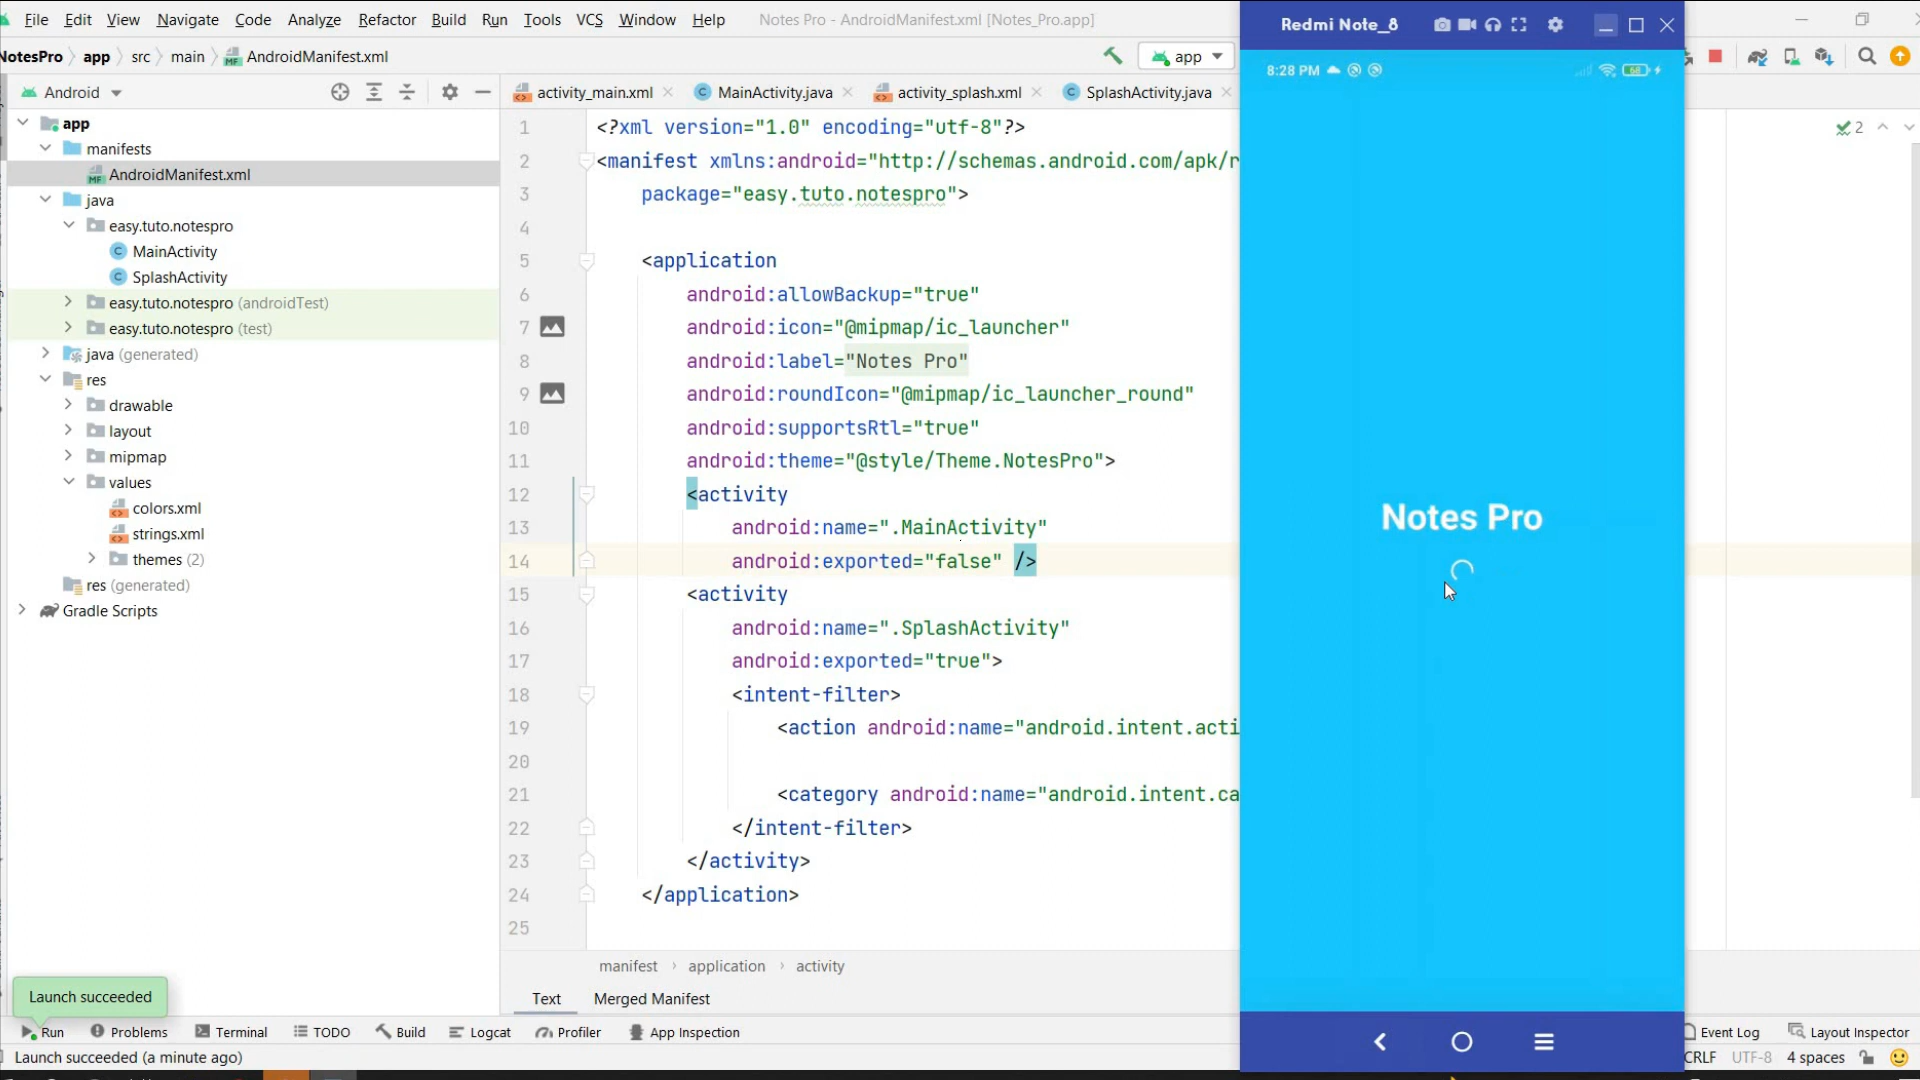 File Edit View Navigate Code Analyze Refactor Build Run Tools VCS Window Help Notes Pro - AndroidManifest.xml [Notes_Pro.app]
NotesPro app src main AndroidManifest.xml
app
Android
activity_main.xml MainActivity.java activity_splash.xml SplashActivity.java
app
manifests
AndroidManifest.xml
java
easy.tuto.notespro
MainActivity
SplashActivity
easy.tuto.notespro (androidTest)
easy.tuto.notespro (test)
java (generated)
res
drawable
layout
mipmap
values
colors.xml
strings.xml
themes (2)
res (generated)
Gradle Scripts
1 <?xml version="1.0" encoding="utf-8"?>
2 <manifest xmlns:android="http://schemas.android.com/apk/r
3 package="easy.tuto.notespro">
4
5 <application
6 android:allowBackup="true"
7 android:icon="@mipmap/ic_launcher"
8 android:label="Notes Pro"
9 android:roundIcon="@mipmap/ic_launcher_round"
10 android:supportsRtl="true"
11 android:theme="@style/Theme.NotesPro">
12 <activity
13 android:name=".MainActivity"
14 android:exported="false" />
15 <activity
16 android:name=".SplashActivity"
17 android:exported="true">
18 <intent-filter>
19 <action android:name="android.intent.acti
20
21 <category android:name="android.intent.ca
22 </intent-filter>
23 </activity>
24 </application>
25
manifest application activity
Text Merged Manifest
2
Redmi Note_8
8:28 PM 68
Notes Pro
Launch succeeded
Run Problems Terminal TODO Build Logcat Profiler App Inspection Event Log Layout Inspector
Launch succeeded (a minute ago) CRLF UTF-8 4 spaces